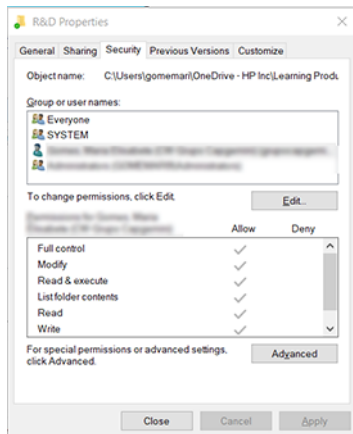 R&D Properties
General Sharing Security Previous Versions Customize
Object name: C:\Users\gomemari\OneDrive - HP Inc\Learning Produ
Group or user names:
Everyone
SYSTEM
To change permissions, click Edit.
Edit...
Allow Deny
Full control
Modify
Read & execute
List folder contents
Read
Write
For special permissions or advanced settings,
click Advanced.
Advanced
Close Cancel Apply